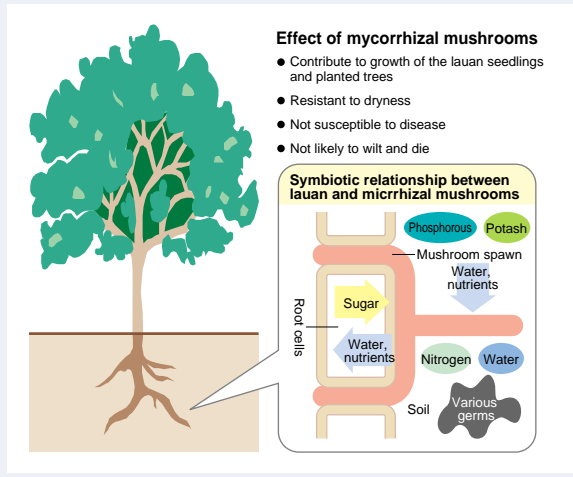 Effect of mycorrhizal mushrooms
● Contribute to growth of the lauan seedlings
and planted trees
● Resistant to dryness
● Not susceptible to disease
● Not likely to wilt and die
Symbiotic relationship between
lauan and micrrhizal mushrooms
Phosphorous
Potash
Mushroom spawn
Water,
nutrients
Sugar
Root cells
Water,
nutrients
Nitrogen
Water
Soil
Various
germs